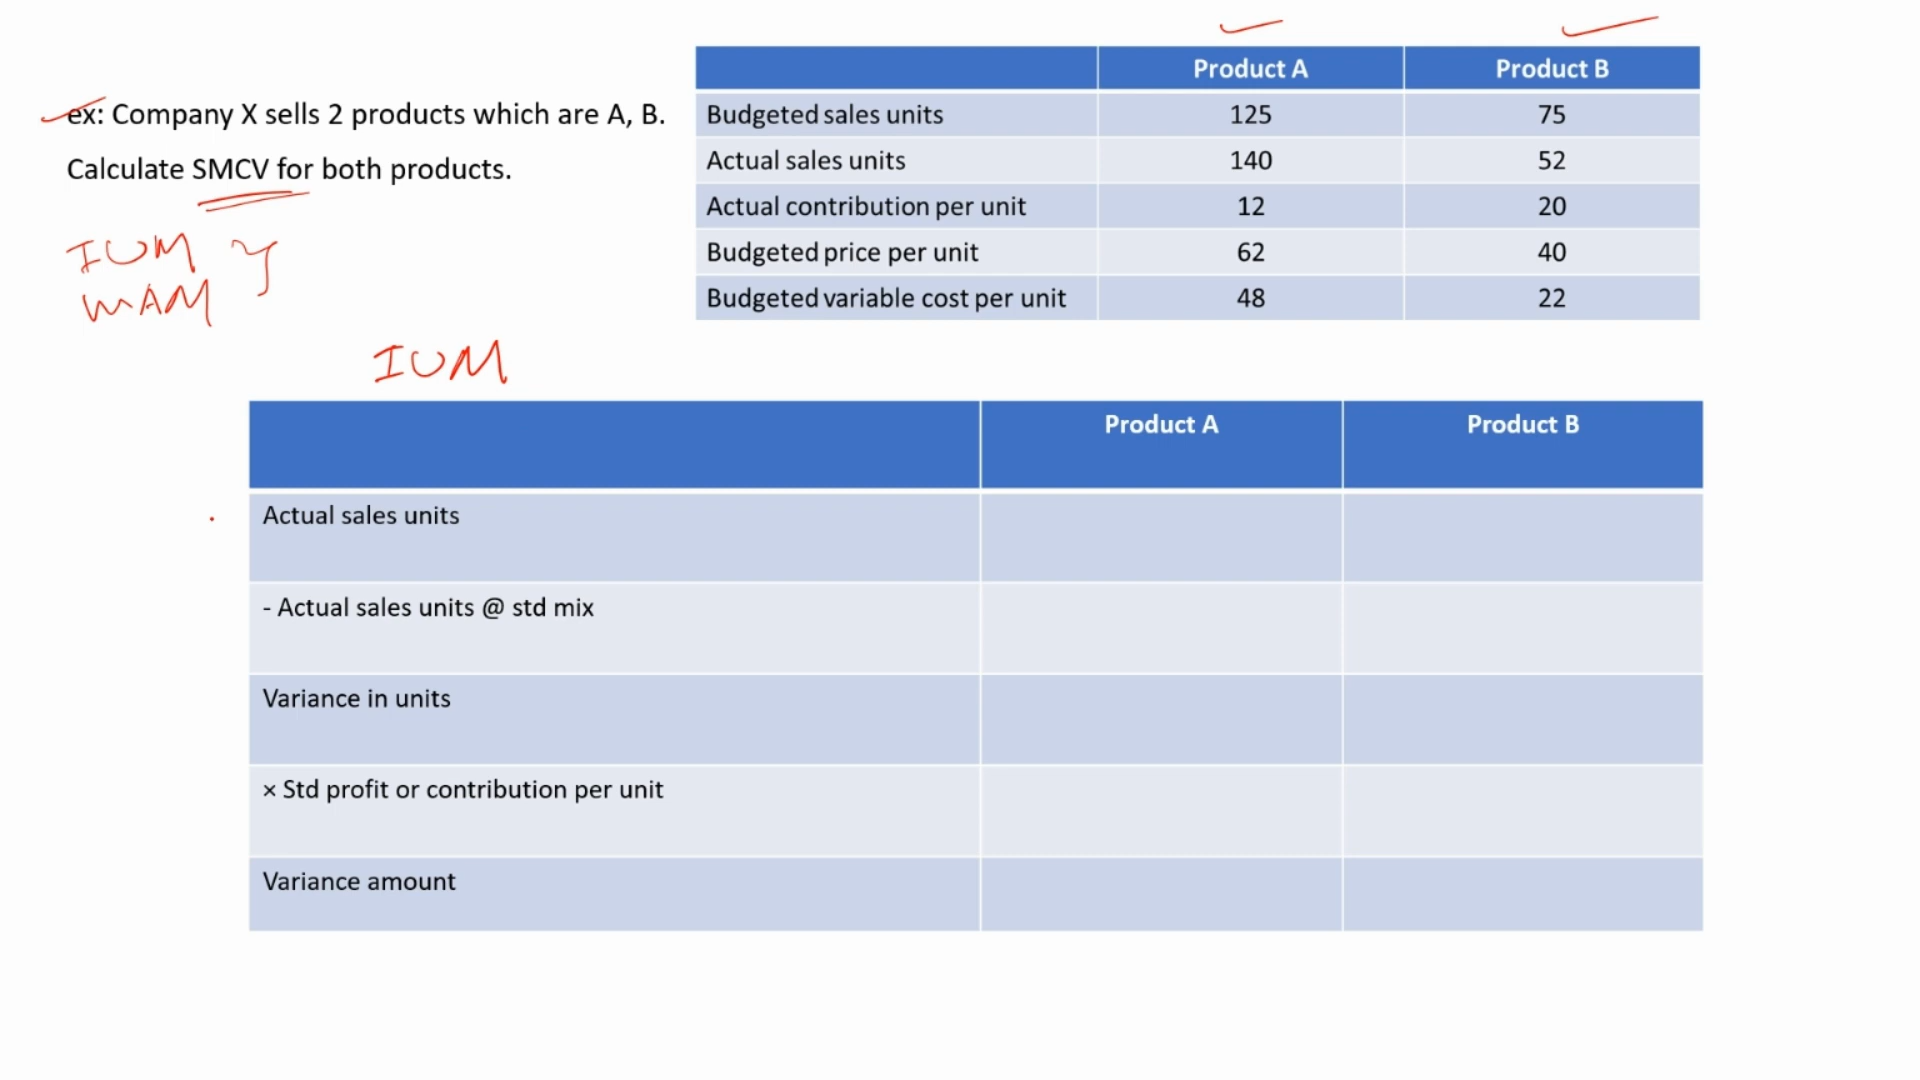 ex: Company X sells 2 products which are A, B.
Calculate SMCV for both products.
IUM
WAM
Product A Product B
Budgeted sales units 125 75
Actual sales units 140 52
Actual contribution per unit 12 20
Budgeted price per unit 62 40
Budgeted variable cost per unit 48 22
IUM
Product A Product B
Actual sales units
- Actual sales units @ std mix
Variance in units
× Std profit or contribution per unit
Variance amount